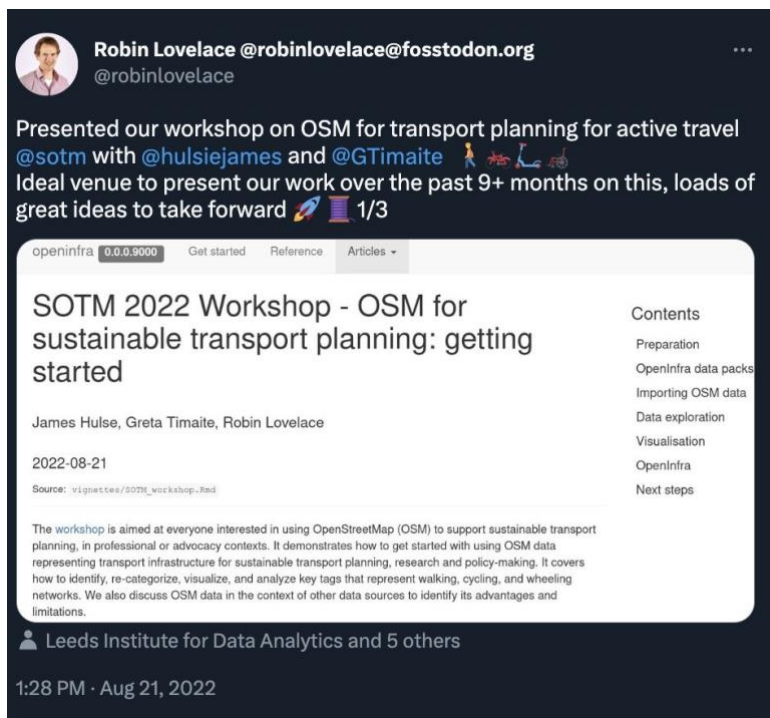 Robin Lovelace @robinlovelace@fosstodon.org
@robinlovelace
Presented our workshop on OSM for transport planning for active travel
@sotm with @hulsiejames and @GTimaite 🚶🚲🛴🦽
Ideal venue to present our work over the past 9+ months on this, loads of
great ideas to take forward 🚀 🧵 1/3
openinfra 0.0.0.9000 Get started Reference Articles
SOTM 2022 Workshop - OSM for
sustainable transport planning: getting
started
James Hulse, Greta Timaite, Robin Lovelace
2022-08-21
Source: vignettes/SOTM_workshop.Rmd
The workshop is aimed at everyone interested in using OpenStreetMap (OSM) to support sustainable transport
planning, in professional or advocacy contexts. It demonstrates how to get started with using OSM data
representing transport infrastructure for sustainable transport planning, research and policy-making. It covers
how to identify, re-categorize, visualize, and analyze key tags that represent walking, cycling, and wheeling
networks. We also discuss OSM data in the context of other data sources to identify its advantages and
limitations.
Contents
Preparation
OpenInfra data packs
Importing OSM data
Data exploration
Visualisation
OpenInfra
Next steps
Leeds Institute for Data Analytics and 5 others
1:28 PM · Aug 21, 2022